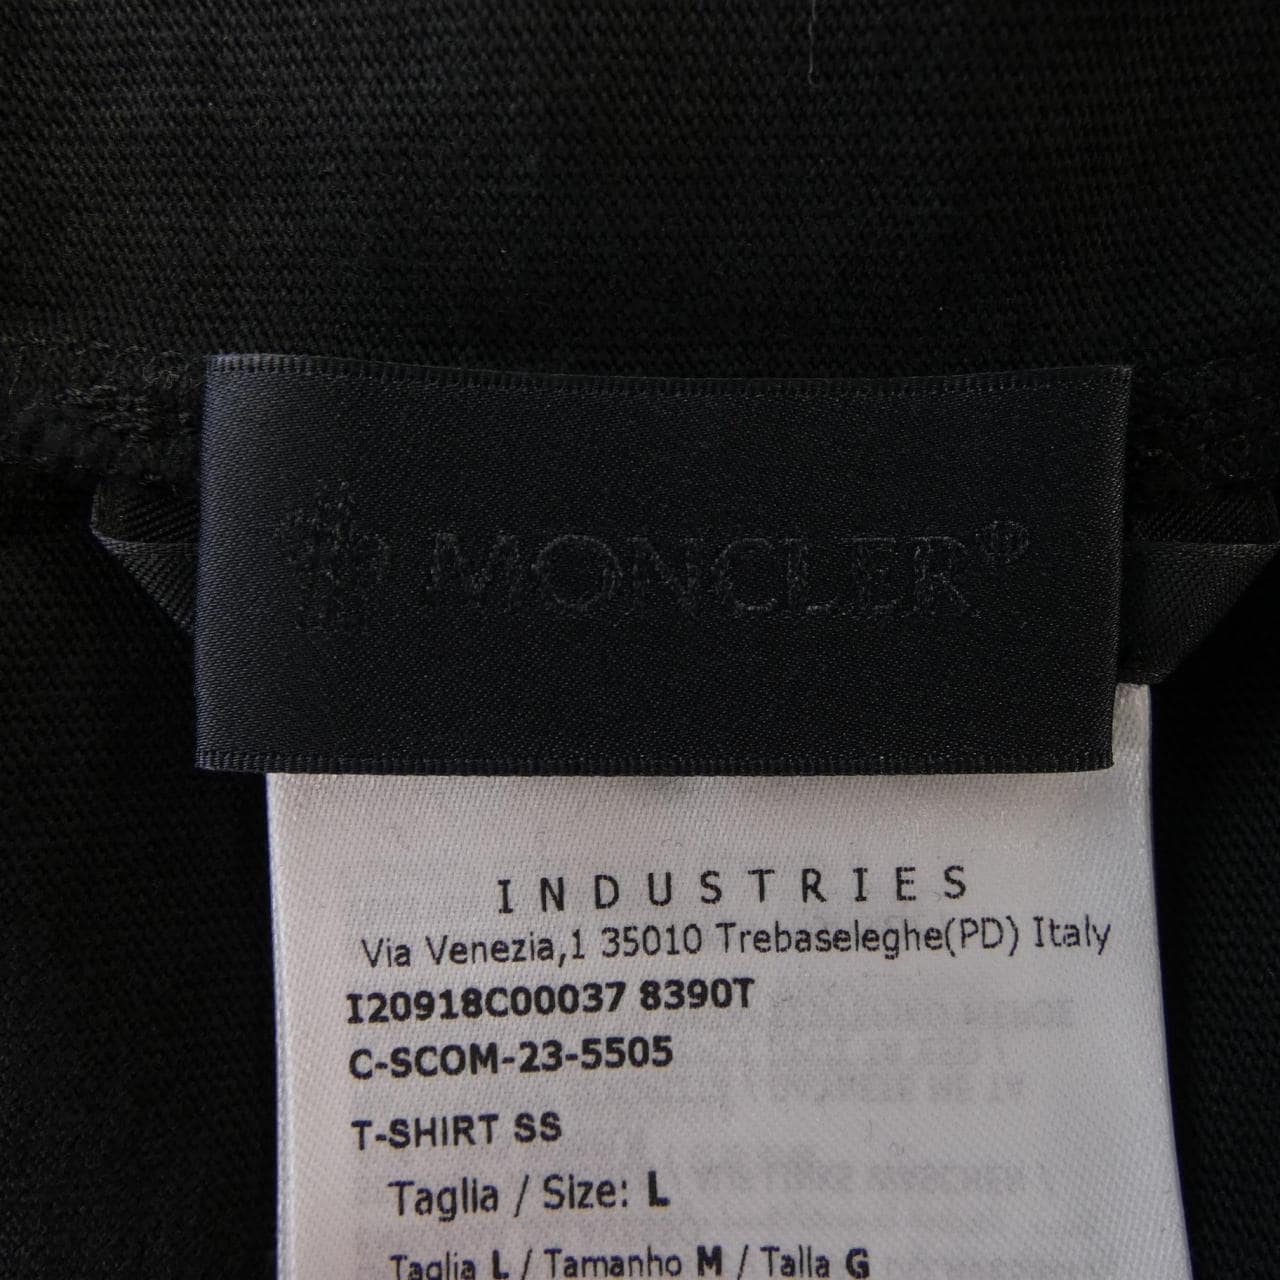 MONCLER®
INDUSTRIES
Via Venezia,1 35010 Trebaseleghe(PD) Italy
I20918C00037 8390T
C-SCOM-23-5505
T-SHIRT SS
Taglia / Size: L
Taglia L / Tamanho M / Talla G